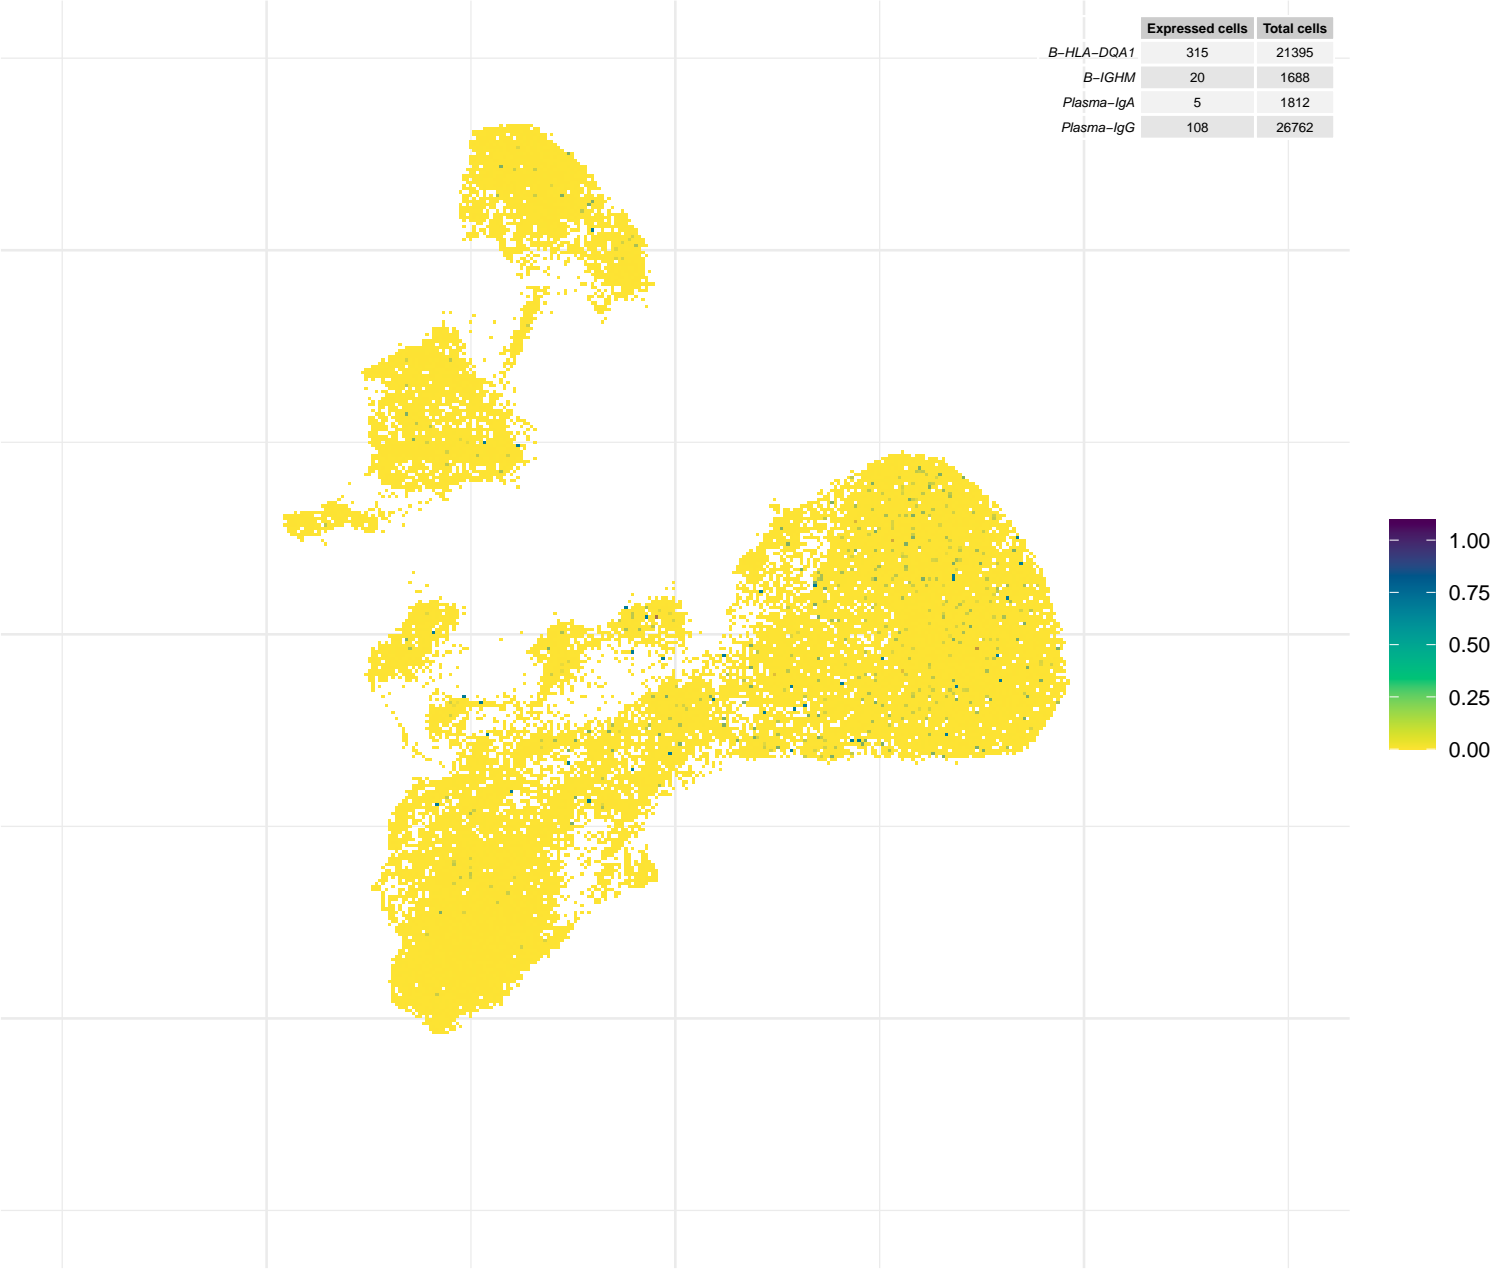 Expressed cells Total cells
B−HLA−DQA1 315 21395
B−IGHM 20 1688
Plasma−IgA 5 1812
Plasma−IgG 108 26762
1.00
0.75
0.50
0.25
0.00